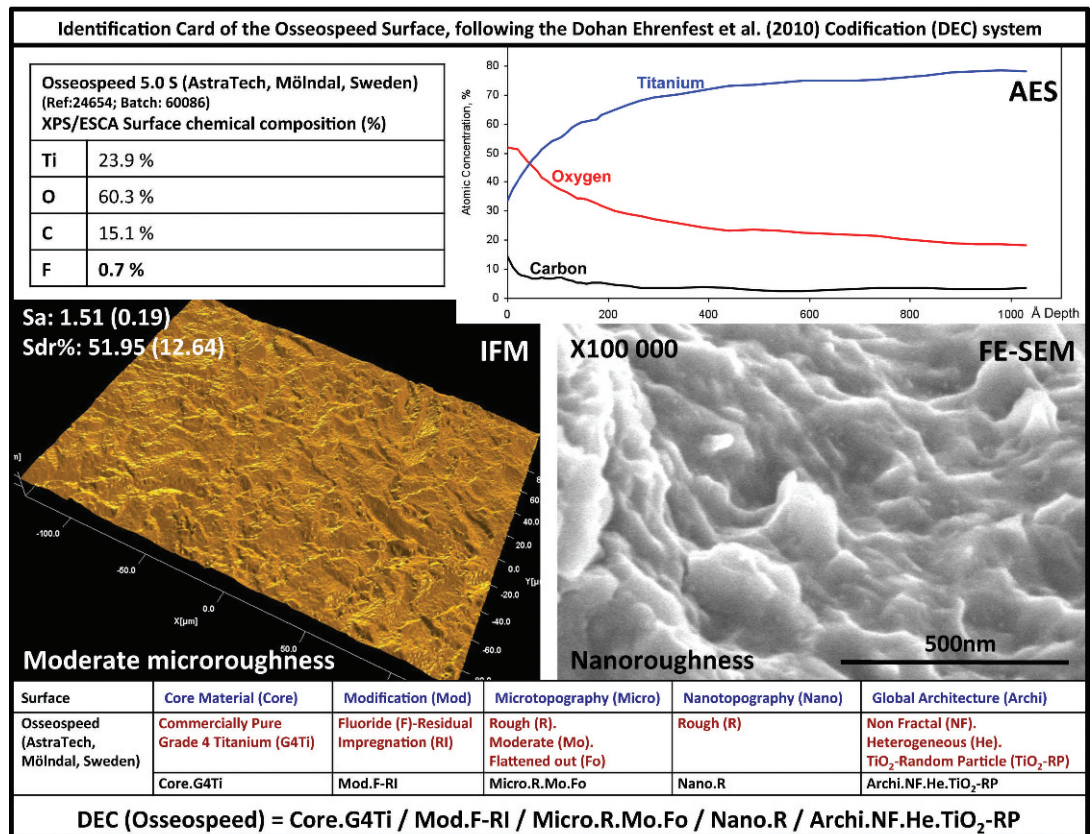 Identification Card of the Osseospeed Surface, following the Dohan Ehrenfest et al. (2010) Codification (DEC) system
Osseospeed 5.0 S (AstraTech, Mölndal, Sweden)
(Ref:24654; Batch: 60086)
XPS/ESCA Surface chemical composition (%)
Ti 23.9 %
O 60.3 %
C 15.1 %
F 0.7 %
AES
Atomic Concentration, %
80
70
60
50
40
30
20
10
0
Titanium
Oxygen
Carbon
0 200 400 600 800 1000 Å Depth
Sa: 1.51 (0.19)
Sdr%: 51.95 (12.64)
IFM
-100.0
-50.0
0.0
50.0
X[µm]
60.0
40.0
20.0
0.0
-20.0
-40.0
-60.0
Moderate microroughness
X100 000
FE-SEM
Nanoroughness
500nm
Surface Core Material (Core) Modification (Mod) Microtopography (Micro) Nanotopography (Nano) Global Architecture (Archi)
Osseospeed Commercially Pure Fluoride (F)-Residual Rough (R). Rough (R) Non Fractal (NF).
(AstraTech, Grade 4 Titanium (G4Ti) Impregnation (RI) Moderate (Mo). Heterogeneous (He).
Mölndal, Sweden) Flattened out (Fo) TiO₂-Random Particle (TiO₂-RP)
Core.G4Ti Mod.F-RI Micro.R.Mo.Fo Nano.R Archi.NF.He.TiO₂-RP
DEC (Osseospeed) = Core.G4Ti / Mod.F-RI / Micro.R.Mo.Fo / Nano.R / Archi.NF.He.TiO₂-RP